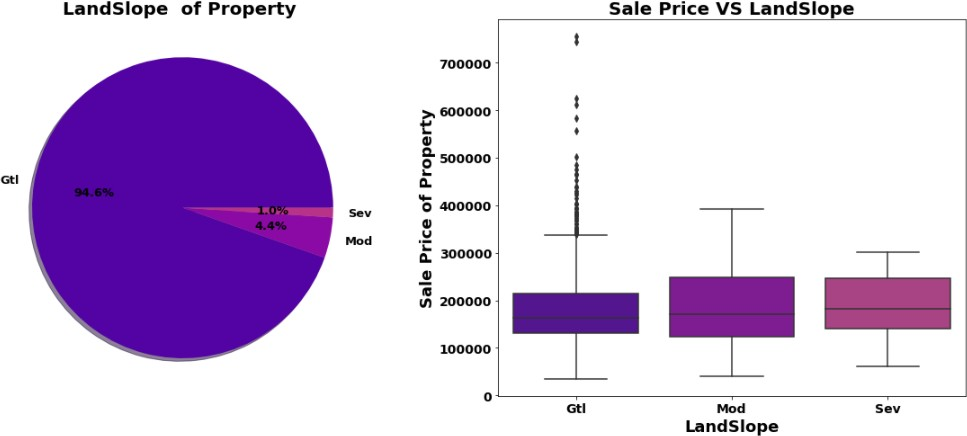 LandSlope of Property
Gtl
94.6%
1.0%
4.4%
Sev
Mod
Sale Price VS LandSlope
Sale Price of Property
700000
600000
500000
400000
300000
200000
100000
0
Gtl Mod Sev
LandSlope